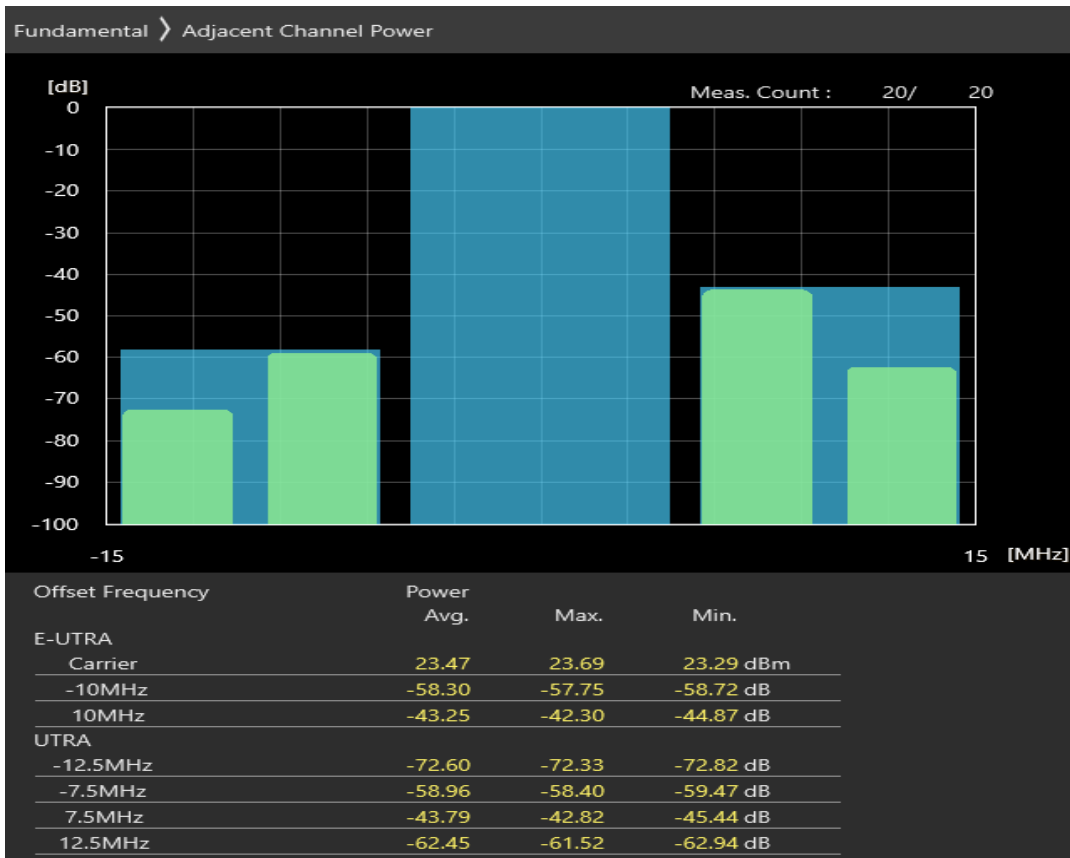 Fundamental 》 Adjacent Channel Power
[dB]
Meas. Count : 20/ 20
0
-10
-20
-30
-40
-50
-60
-70
-80
-90
-100
-15 15 [MHz]
Offset Frequency Power
Avg. Max. Min.
E-UTRA
Carrier 23.47 23.69 23.29 dBm
-10MHz -58.30 -57.75 -58.72 dB
10MHz -43.25 -42.30 -44.87 dB
UTRA
-12.5MHz -72.60 -72.33 -72.82 dB
-7.5MHz -58.96 -58.40 -59.47 dB
7.5MHz -43.79 -42.82 -45.44 dB
12.5MHz -62.45 -61.52 -62.94 dB